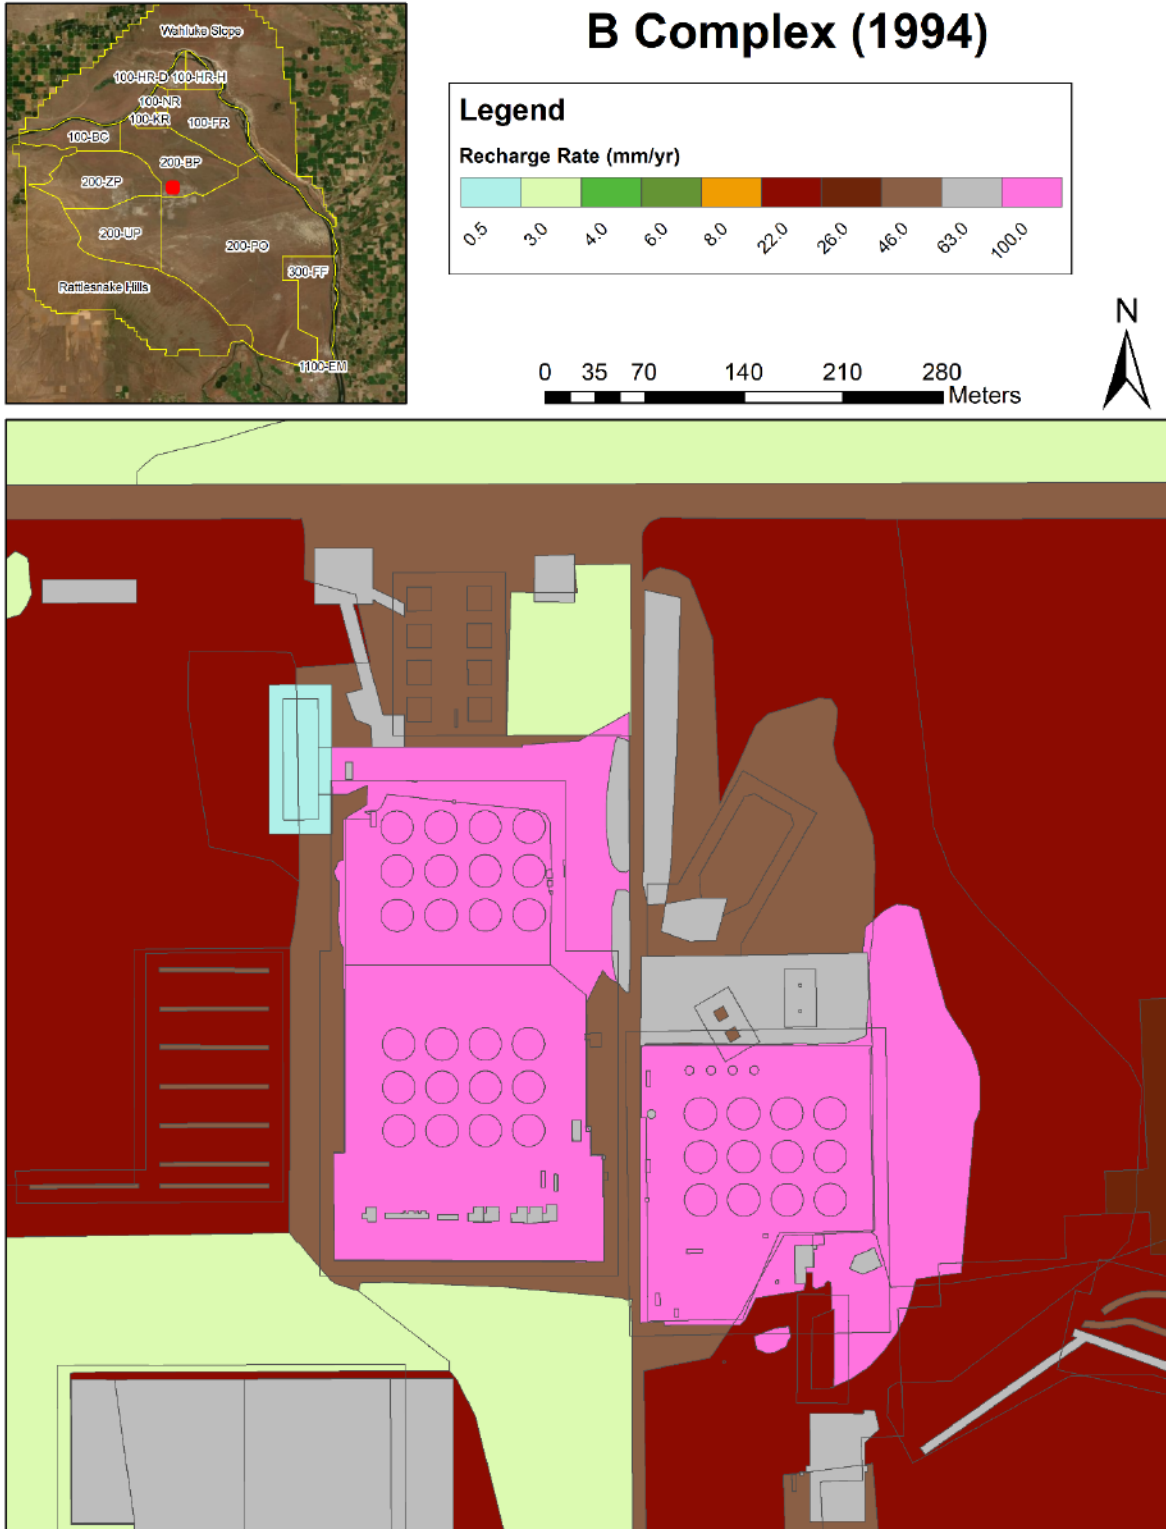 B Complex (1994)
Wahluke Slope
100-HR-D
100-HR-H
100-NR
100-KR
100-FR
100-BC
200-BP
200-ZP
200-UP
200-PO
300-FF
Rattlesnake Hills
1100-EM
Legend
Recharge Rate (mm/yr)
0.5 3.0 4.0 6.0 8.0 22.0 26.0 46.0 63.0 100.0
N
0 35 70 140 210 280
Meters